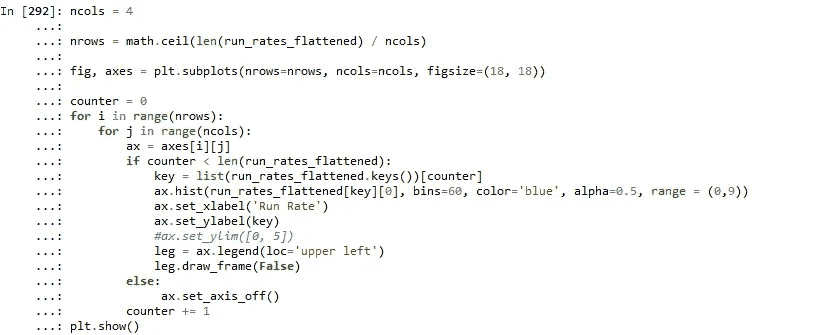 In [292]: ncols = 4
     ...:
     ...: nrows = math.ceil(len(run_rates_flattened) / ncols)
     ...:
     ...: fig, axes = plt.subplots(nrows=nrows, ncols=ncols, figsize=(18, 18))
     ...:
     ...: counter = 0
     ...: for i in range(nrows):
     ...:     for j in range(ncols):
     ...:         ax = axes[i][j]
     ...:         if counter < len(run_rates_flattened):
     ...:             key = list(run_rates_flattened.keys())[counter]
     ...:             ax.hist(run_rates_flattened[key][0], bins=60, color='blue', alpha=0.5, range = (0,9))
     ...:             ax.set_xlabel('Run Rate')
     ...:             ax.set_ylabel(key)
     ...:             #ax.set_ylim([0, 5])
     ...:             leg = ax.legend(loc='upper left')
     ...:             leg.draw_frame(False)
     ...:         else:
     ...:              ax.set_axis_off()
     ...:         counter += 1
     ...: plt.show()